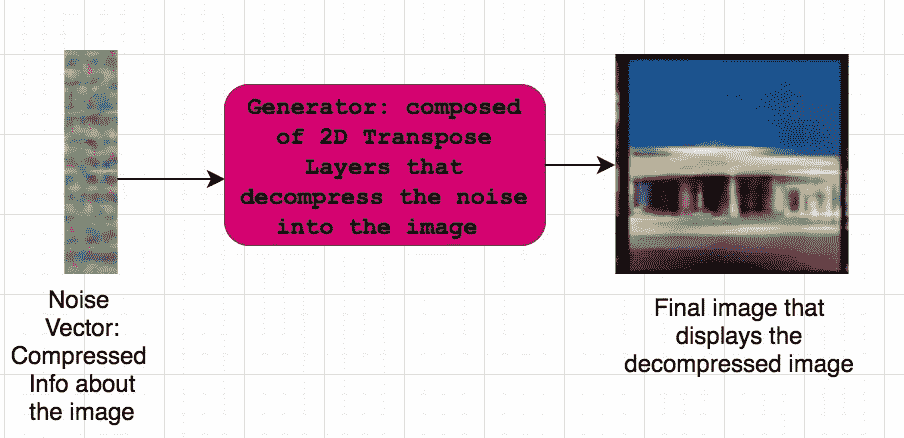 Noise
Vector:
Compressed
Info about
the image
Generator: composed
of 2D Transpose
Layers that
decompress the noise
into the image
Final image that
displays the
decompressed image